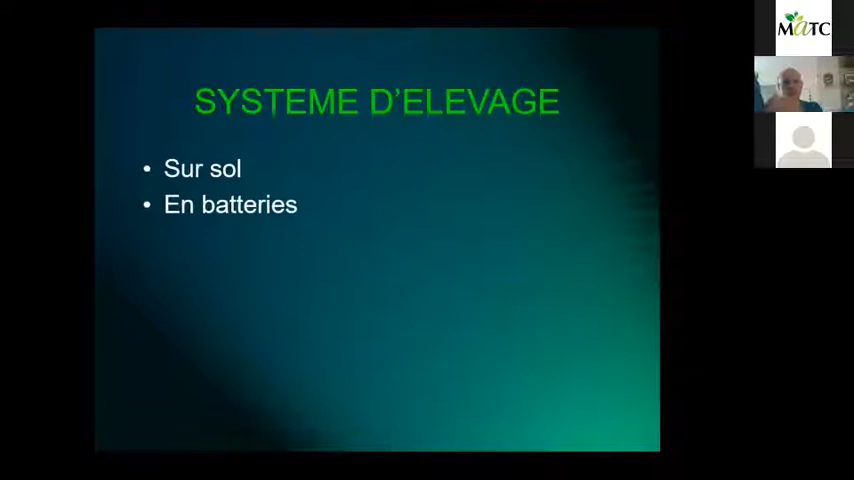 SYSTEME D'ELEVAGE
• Sur sol
• En batteries
MATC